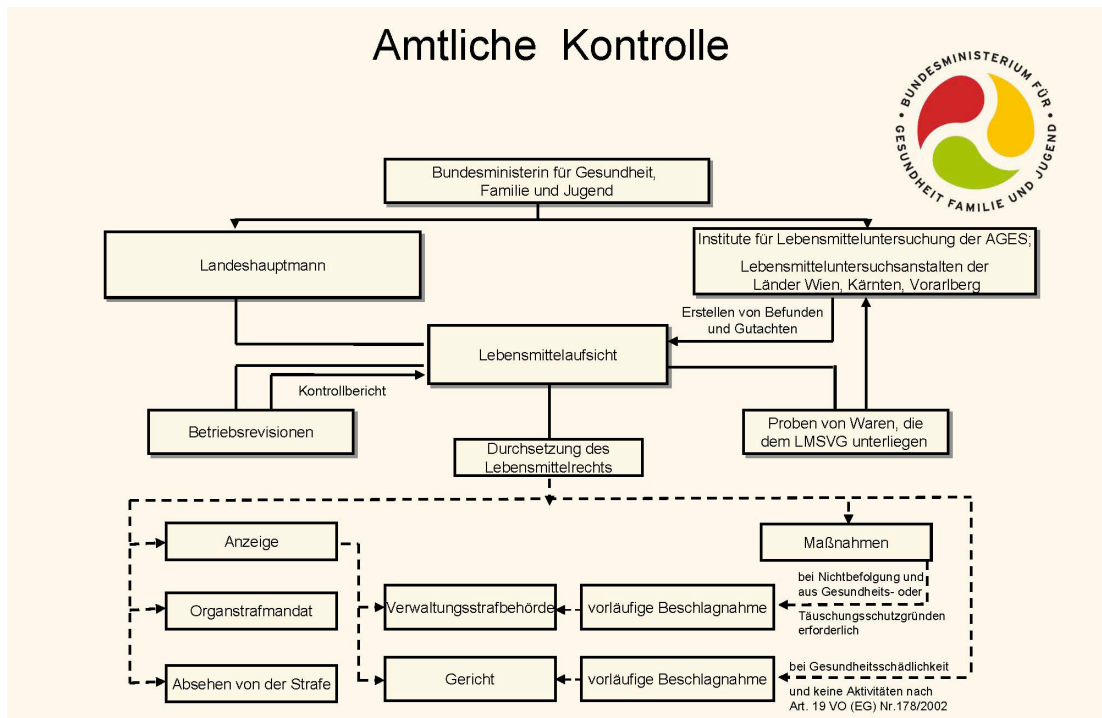 Amtliche Kontrolle
BUNDESMINISTERIUM FÜR
GESUNDHEIT FAMILIE UND JUGEND
Bundesministerin für Gesundheit,
Familie und Jugend
Landeshauptmann
Institute für Lebensmitteluntersuchung der AGES;
Lebensmitteluntersuchsanstalten der
Länder Wien, Kärnten, Vorarlberg
Erstellen von Befunden
und Gutachten
Lebensmittelaufsicht
Kontrollbericht
Betriebsrevisionen
Proben von Waren, die
dem LMSVG unterliegen
Durchsetzung des
Lebensmittelrechts
Anzeige
Maßnahmen
bei Nichtbefolgung und
aus Gesundheits- oder
Täuschungsschutzgründen
erforderlich
Organstrafmandat
Verwaltungsstrafbehörde
vorläufige Beschlagnahme
Absehen von der Strafe
Gericht
vorläufige Beschlagnahme
bei Gesundheitsschädlichkeit
und keine Aktivitäten nach
Art. 19 VO (EG) Nr.178/2002